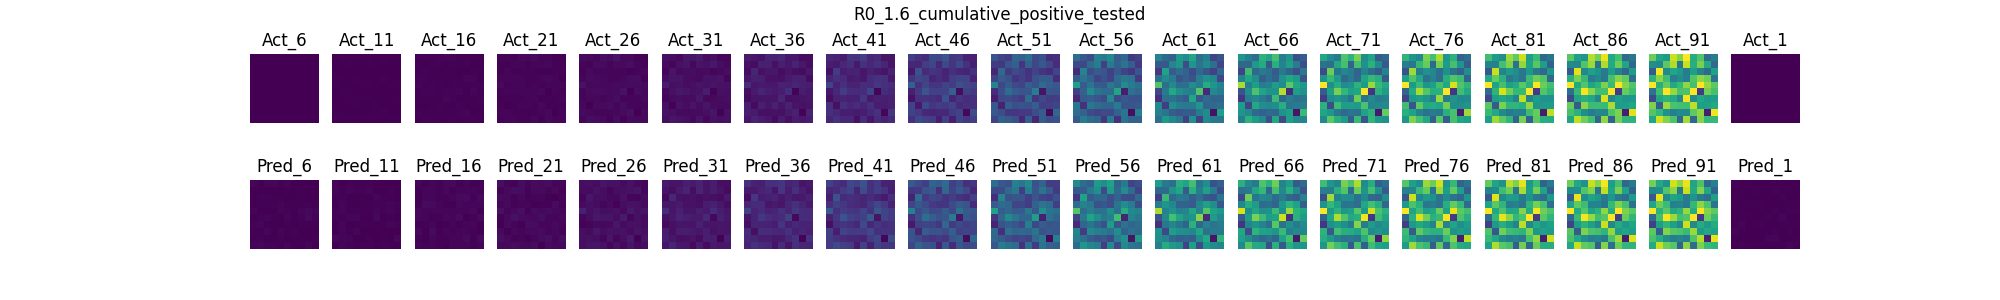 R0_1.6_cumulative_positive_tested
Act_6 Act_11 Act_16 Act_21 Act_26 Act_31 Act_36 Act_41 Act_46 Act_51 Act_56 Act_61 Act_66 Act_71 Act_76 Act_81 Act_86 Act_91 Act_1
Pred_6 Pred_11 Pred_16 Pred_21 Pred_26 Pred_31 Pred_36 Pred_41 Pred_46 Pred_51 Pred_56 Pred_61 Pred_66 Pred_71 Pred_76 Pred_81 Pred_86 Pred_91 Pred_1